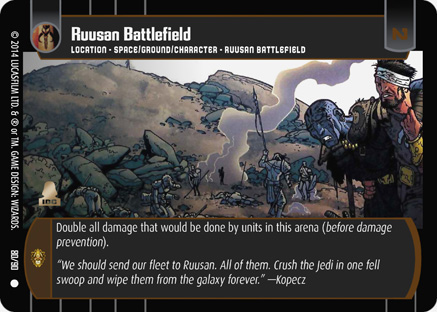 Ruusan Battlefield
LOCATION • SPACE/GROUND/CHARACTER • RUUSAN BATTLEFIELD
© 2014 LUCASFILM LTD. & ® or TM. GAME DESIGN: WIZARDS.
IDC
Double all damage that would be done by units in this arena (before damage
prevention).
"We should send our fleet to Ruusan. All of them. Crush the Jedi in one fell
swoop and wipe them from the galaxy forever." —Kopecz